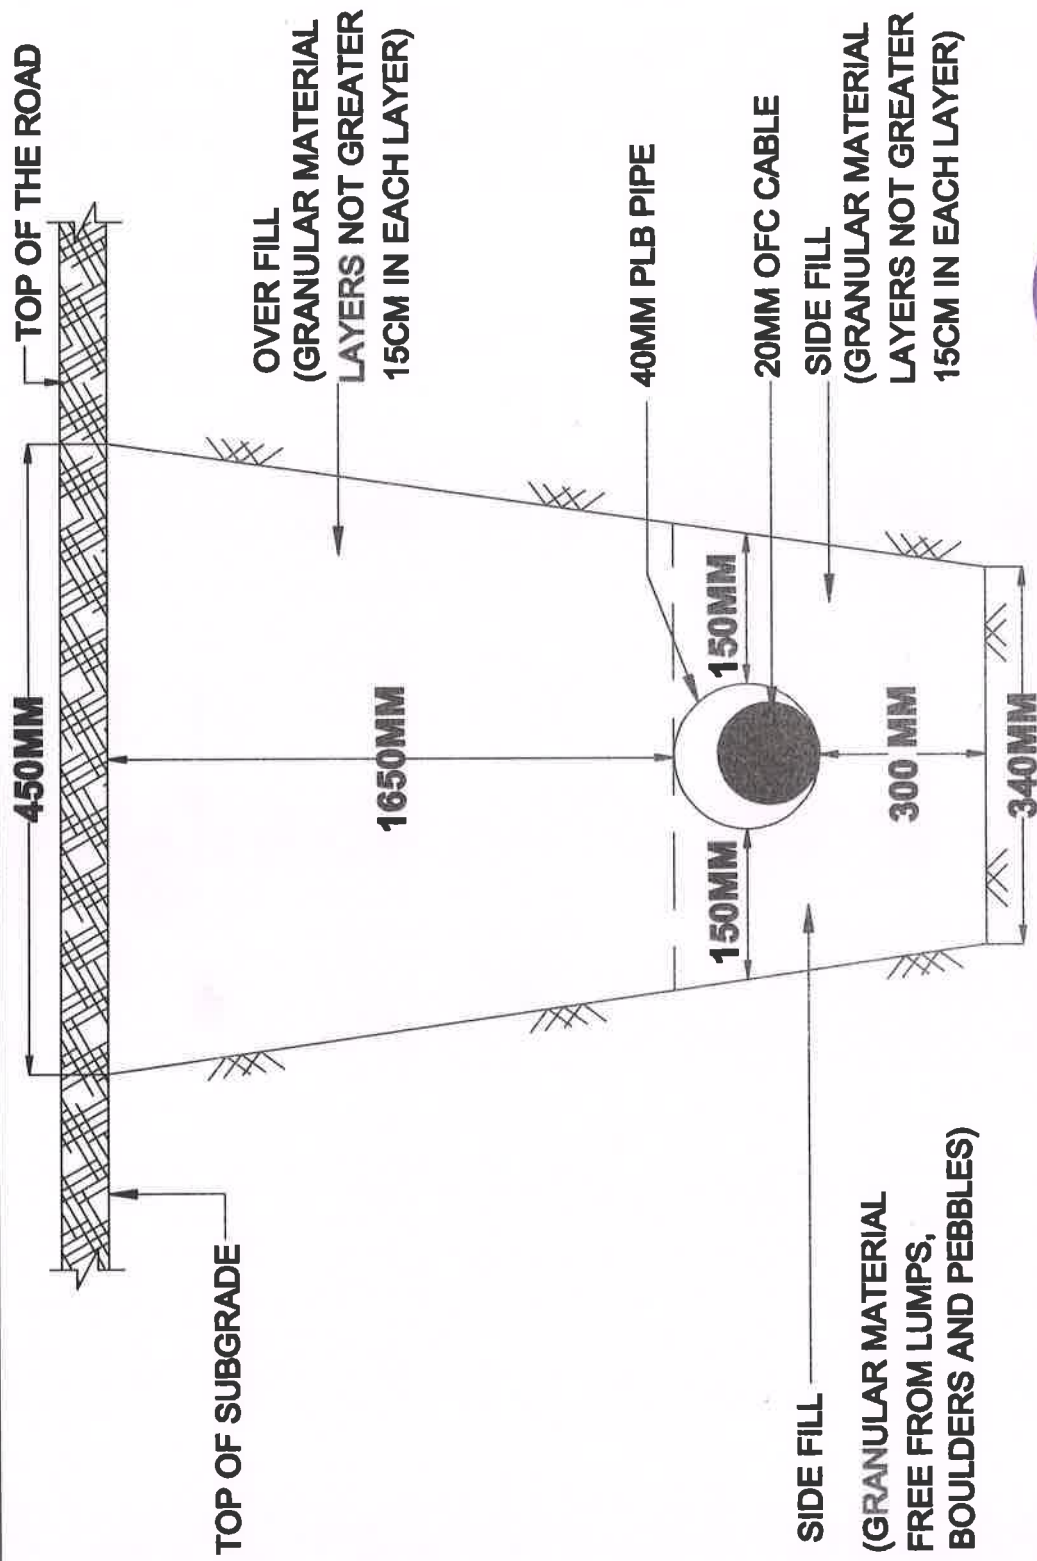 TOP OF THE ROAD
450MM
OVER FILL
(GRANULAR MATERIAL
LAYERS NOT GREATER
15CM IN EACH LAYER)
TOP OF SUBGRADE
1650MM
40MM PLB PIPE
150MM
150MM
20MM OFC CABLE
SIDE FILL
(GRANULAR MATERIAL
LAYERS NOT GREATER
15CM IN EACH LAYER)
SIDE FILL
(GRANULAR MATERIAL
FREE FROM LUMPS,
BOULDERS AND PEBBLES)
300 MM
340MM